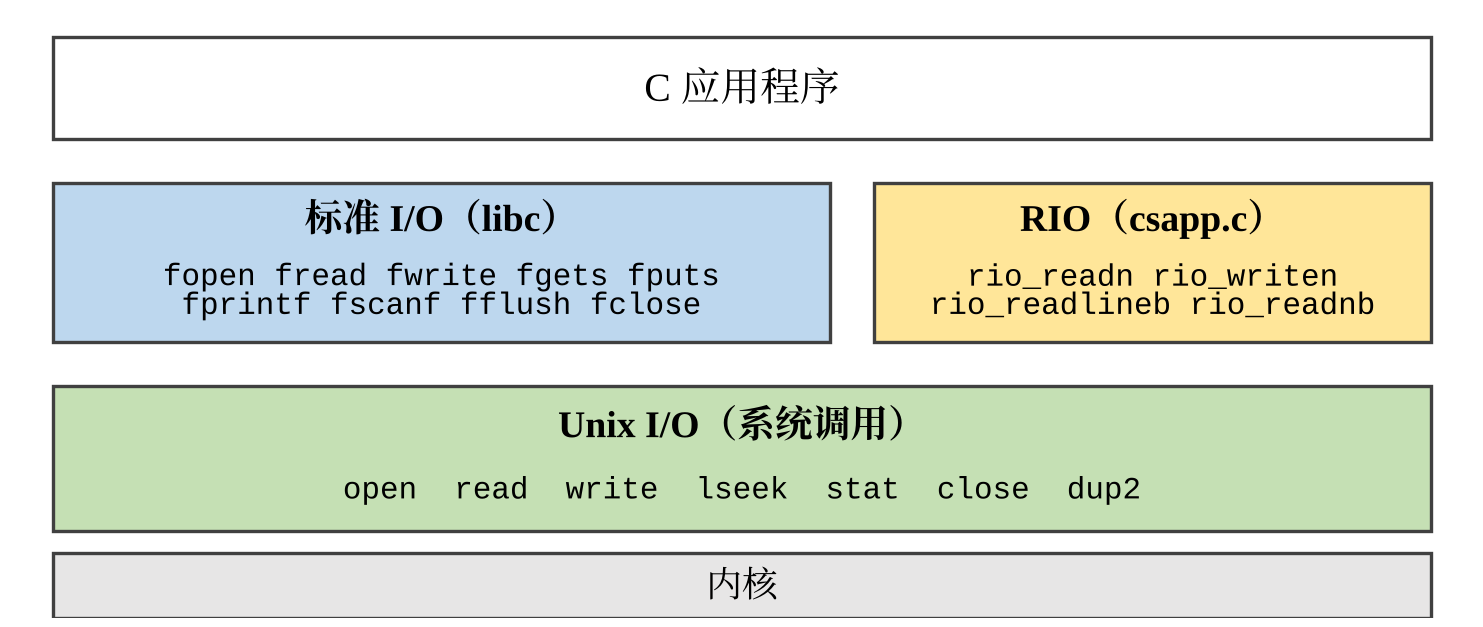 C 应用程序
标准 I/O（libc）
fopen fread fwrite fgets fputs
fprintf fscanf fflush fclose
RIO（csapp.c）
rio_readn rio_writen
rio_readlineb rio_readnb
Unix I/O（系统调用）
open read write lseek stat close dup2
内核